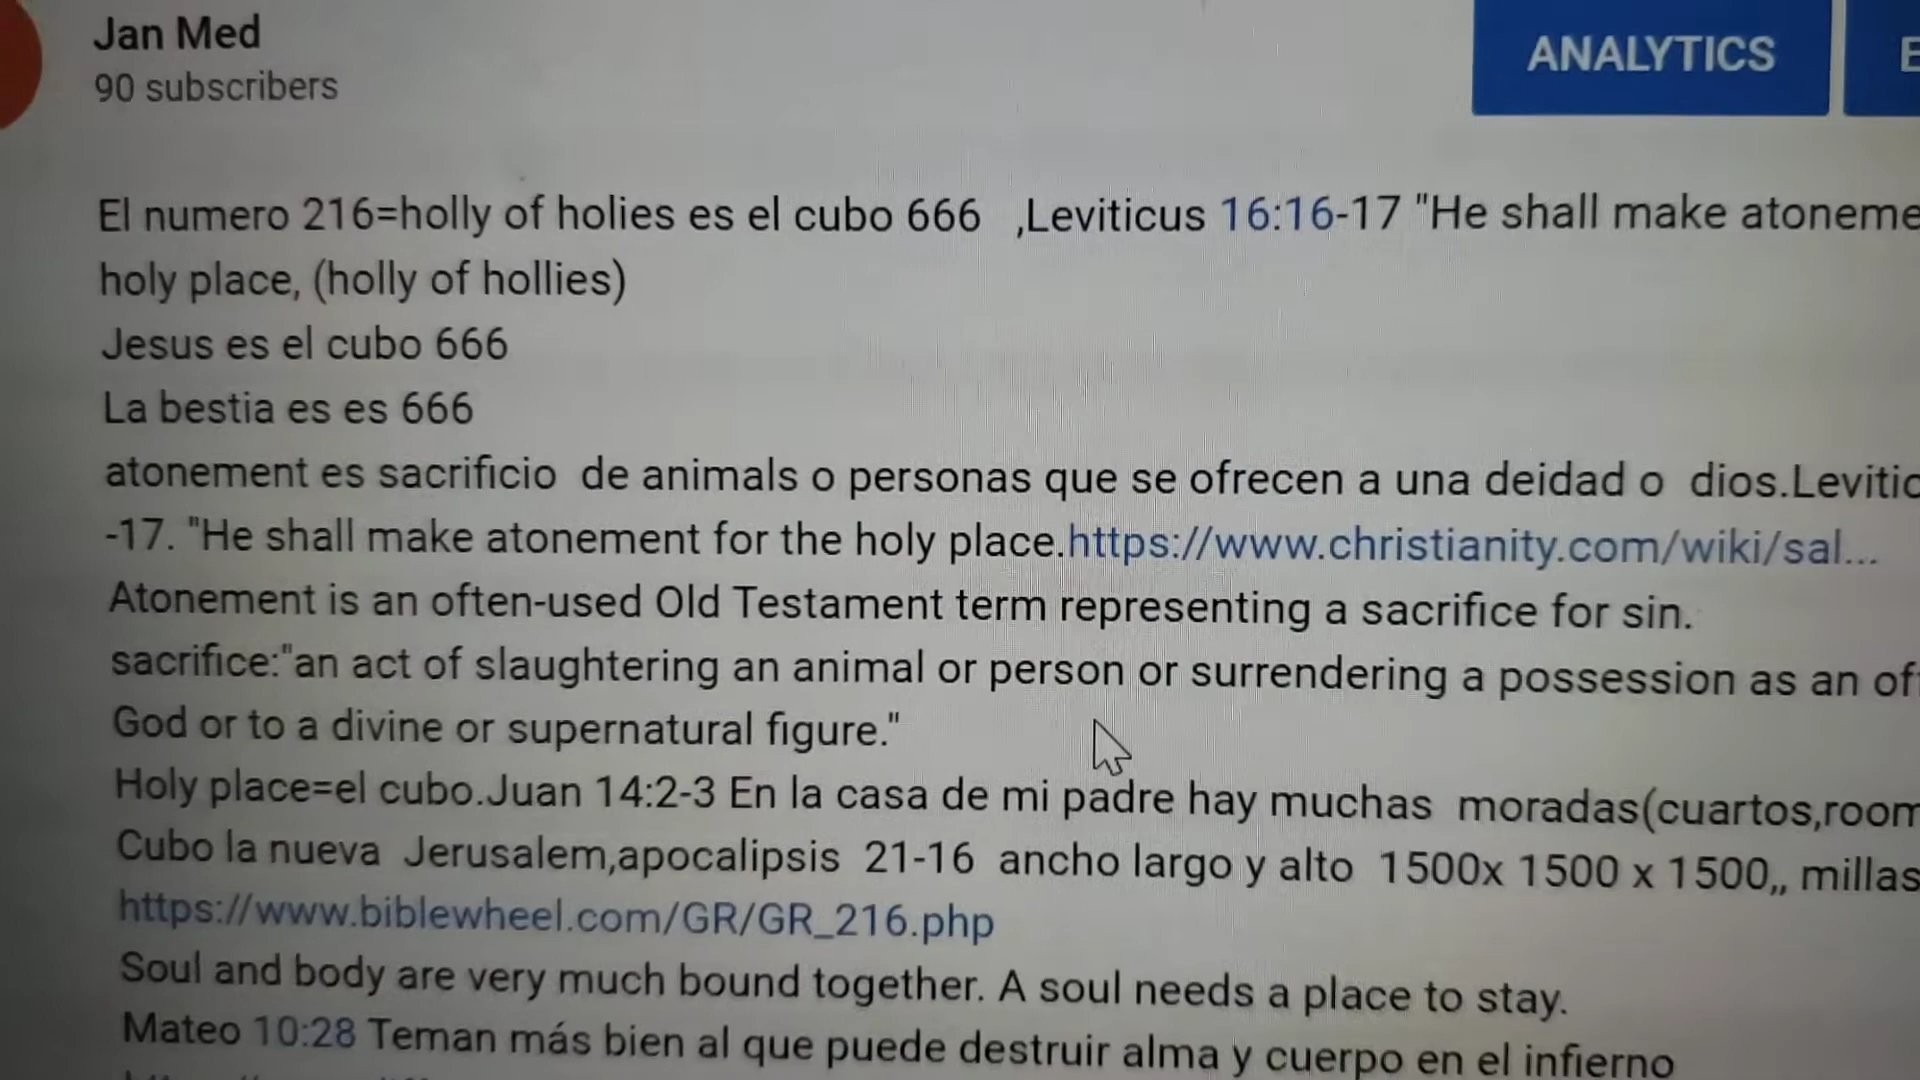 Jan Med
90 subscribers
ANALYTICS
El numero 216=holly of holies es el cubo 666 ,Leviticus 16:16-17 "He shall make
holy place, (holly of hollies)
Jesus es el cubo 666
La bestia es es 666
atonement es sacrificio de animals o personas que se ofrecen a una deidad o dios.
-17. "He shall make atonement for the holy place.https://www.christianity.com/wiki/sal...
Atonement is an often-used Old Testament term representing a sacrifice for sin.
sacrifice:"an act of slaughtering an animal or person or surrendering a possession as an
God or to a divine or supernatural figure."
Holy place=el cubo.Juan 14:2-3 En la casa de mi padre hay muchas moradas(cuartos,room
Cubo la nueva Jerusalem,apocalipsis 21-16 ancho largo y alto 1500x 1500 x 1500,, millas
https://www.biblewheel.com/GR/GR_216.php
Soul and body are very much bound together. A soul needs a place to stay.
Mateo 10:28 Teman más bien al que puede destruir alma y cuerpo en el infierno